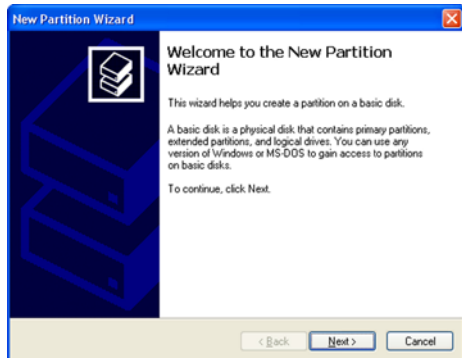 New Partition Wizard
Welcome to the New Partition
Wizard
This wizard helps you create a partition on a basic disk.
A basic disk is a physical disk that contains primary partitions,
extended partitions, and logical drives. You can use any
version of Windows or MS-DOS to gain access to partitions
on basic disks.
To continue, click Next.
< Back Next > Cancel